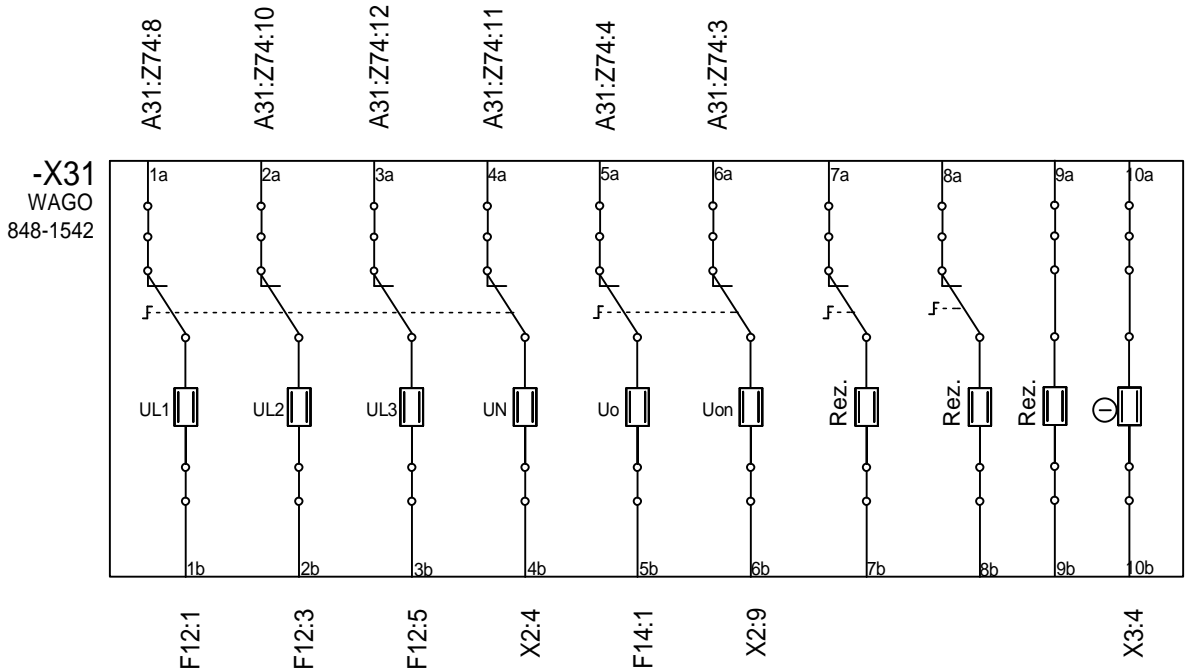 A31:Z74:8
A31:Z74:10
A31:Z74:12
A31:Z74:11
A31:Z74:4
A31:Z74:3
-X31
WAGO
848-1542
1a
2a
3a
4a
5a
6a
7a
8a
9a
10a
UL1
UL2
UL3
UN
Uo
Uon
Rez.
Rez.
Rez.
1b
2b
3b
4b
5b
6b
7b
8b
9b
10b
F12:1
F12:3
F12:5
X2:4
F14:1
X2:9
X3:4